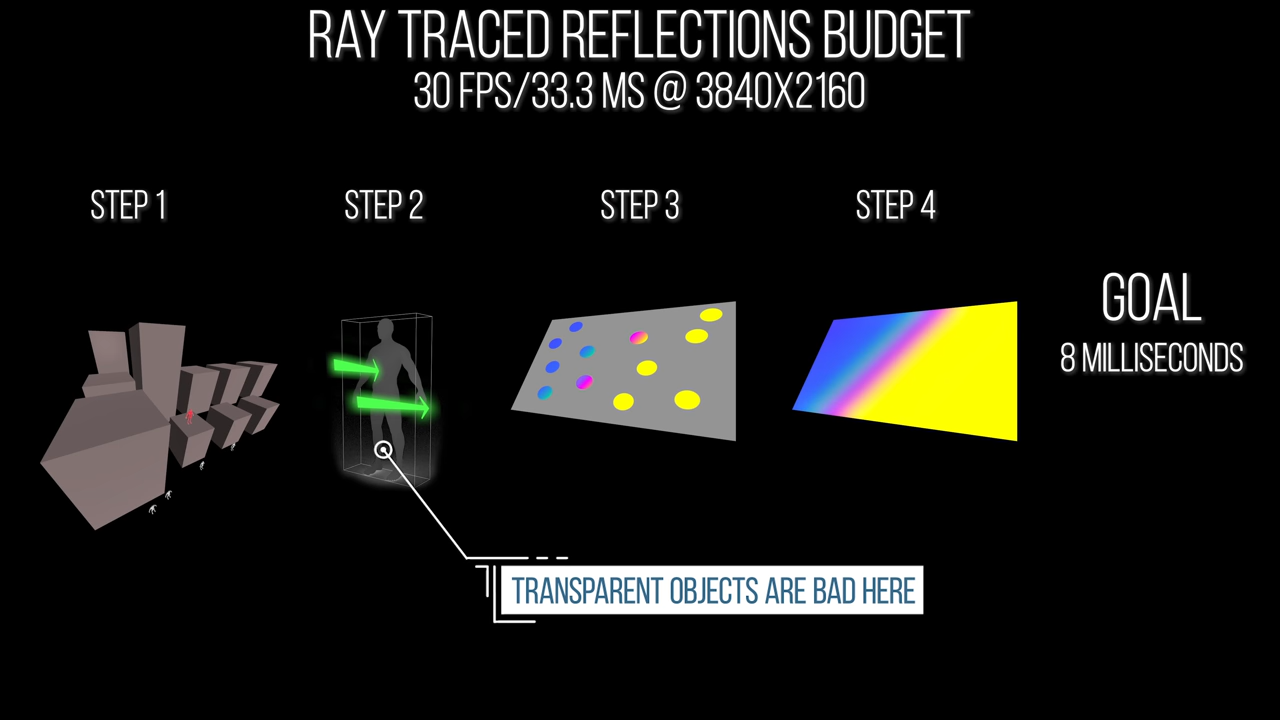 RAY TRACED REFLECTIONS BUDGET
30 FPS/33.3 MS @ 3840X2160
STEP 1
STEP 2
STEP 3
STEP 4
GOAL
8 MILLISECONDS
TRANSPARENT OBJECTS ARE BAD HERE